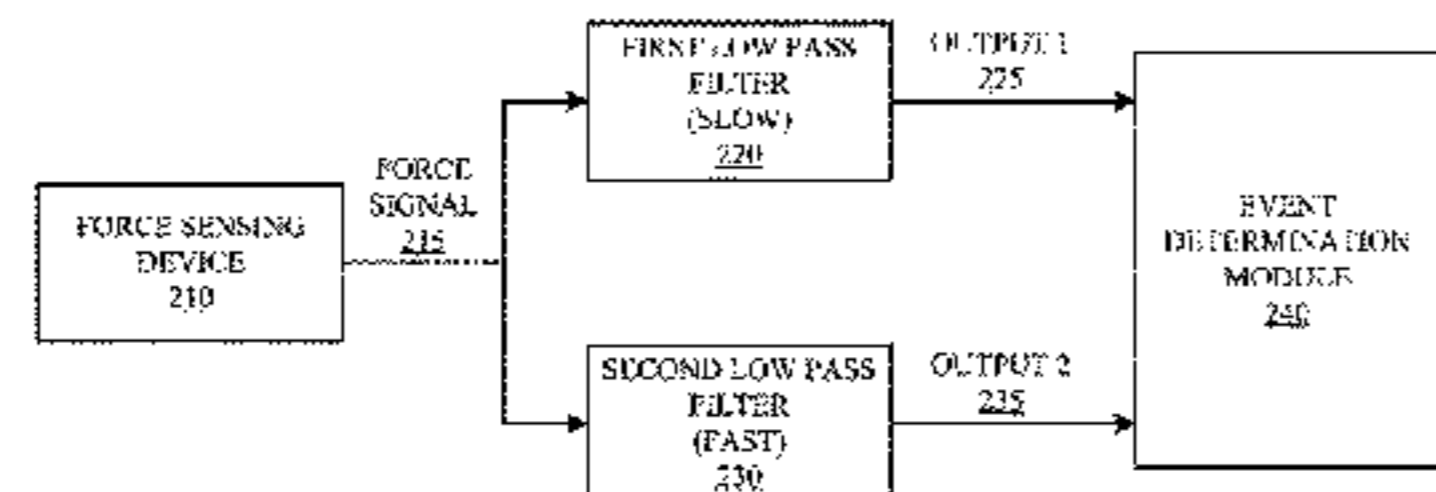 FORCE SENSING
DEVICE
210
FORCE
SIGNAL
215
FIRST LOW PASS
FILTER
(SLOW)
220
OUTPUT 1
225
SECOND LOW PASS
FILTER
(FAST)
230
OUTPUT 2
235
EVENT
DETERMINATION
MODULE
240